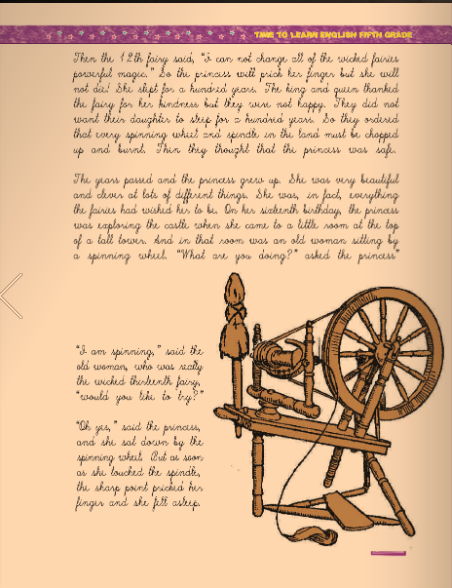 TIME TO LEARN ENGLISH FIFTH GRADE
Then the 12th fairy said, "I can not change all of the wicked fairies
powerful magic." So the princess will prick her finger but she will
not die! She slept for a hundred years. The king and queen thanked
the fairy for her kindness but they were not happy. They did not
want their daughter to sleep for a hundred years. So they ordered
that every spinning wheel and spindle in the land must be chopped
up and burnt. Then they thought that the princess was safe.
The years passed and the princess grew up. She was very beautiful
and clever at lots of different things. She was, in fact, everything
the fairies had wished her to be. On her sixteenth birthday, the princess
was exploring the castle when she came to a little room at the top
of a tall tower. And in that room was an old woman sitting by
a spinning wheel. "What are you doing?" asked the princess"
"I am spinning," said the
old woman, who was really
the wicked thirteenth fairy,
"would you like to try?"
"Oh yes," said the princess,
and she sat down by the
spinning wheel. But as soon
as she touched the spindle,
the sharp point pricked her
finger and she fell asleep.